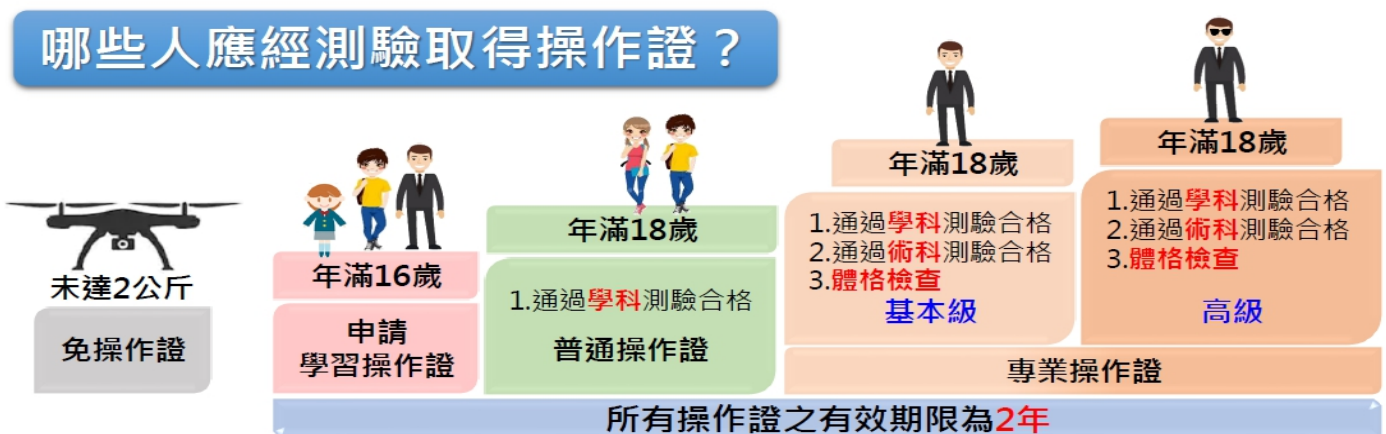 哪些人應經測驗取得操作證？
未達2公斤
免操作證
年滿16歲
申請
學習操作證
年滿18歲
1.通過學科測驗合格
普通操作證
年滿18歲
1.通過學科測驗合格
2.通過術科測驗合格
3.體格檢查
基本級
年滿18歲
1.通過學科測驗合格
2.通過術科測驗合格
3.體格檢查
高級
專業操作證
所有操作證之有效期限為2年